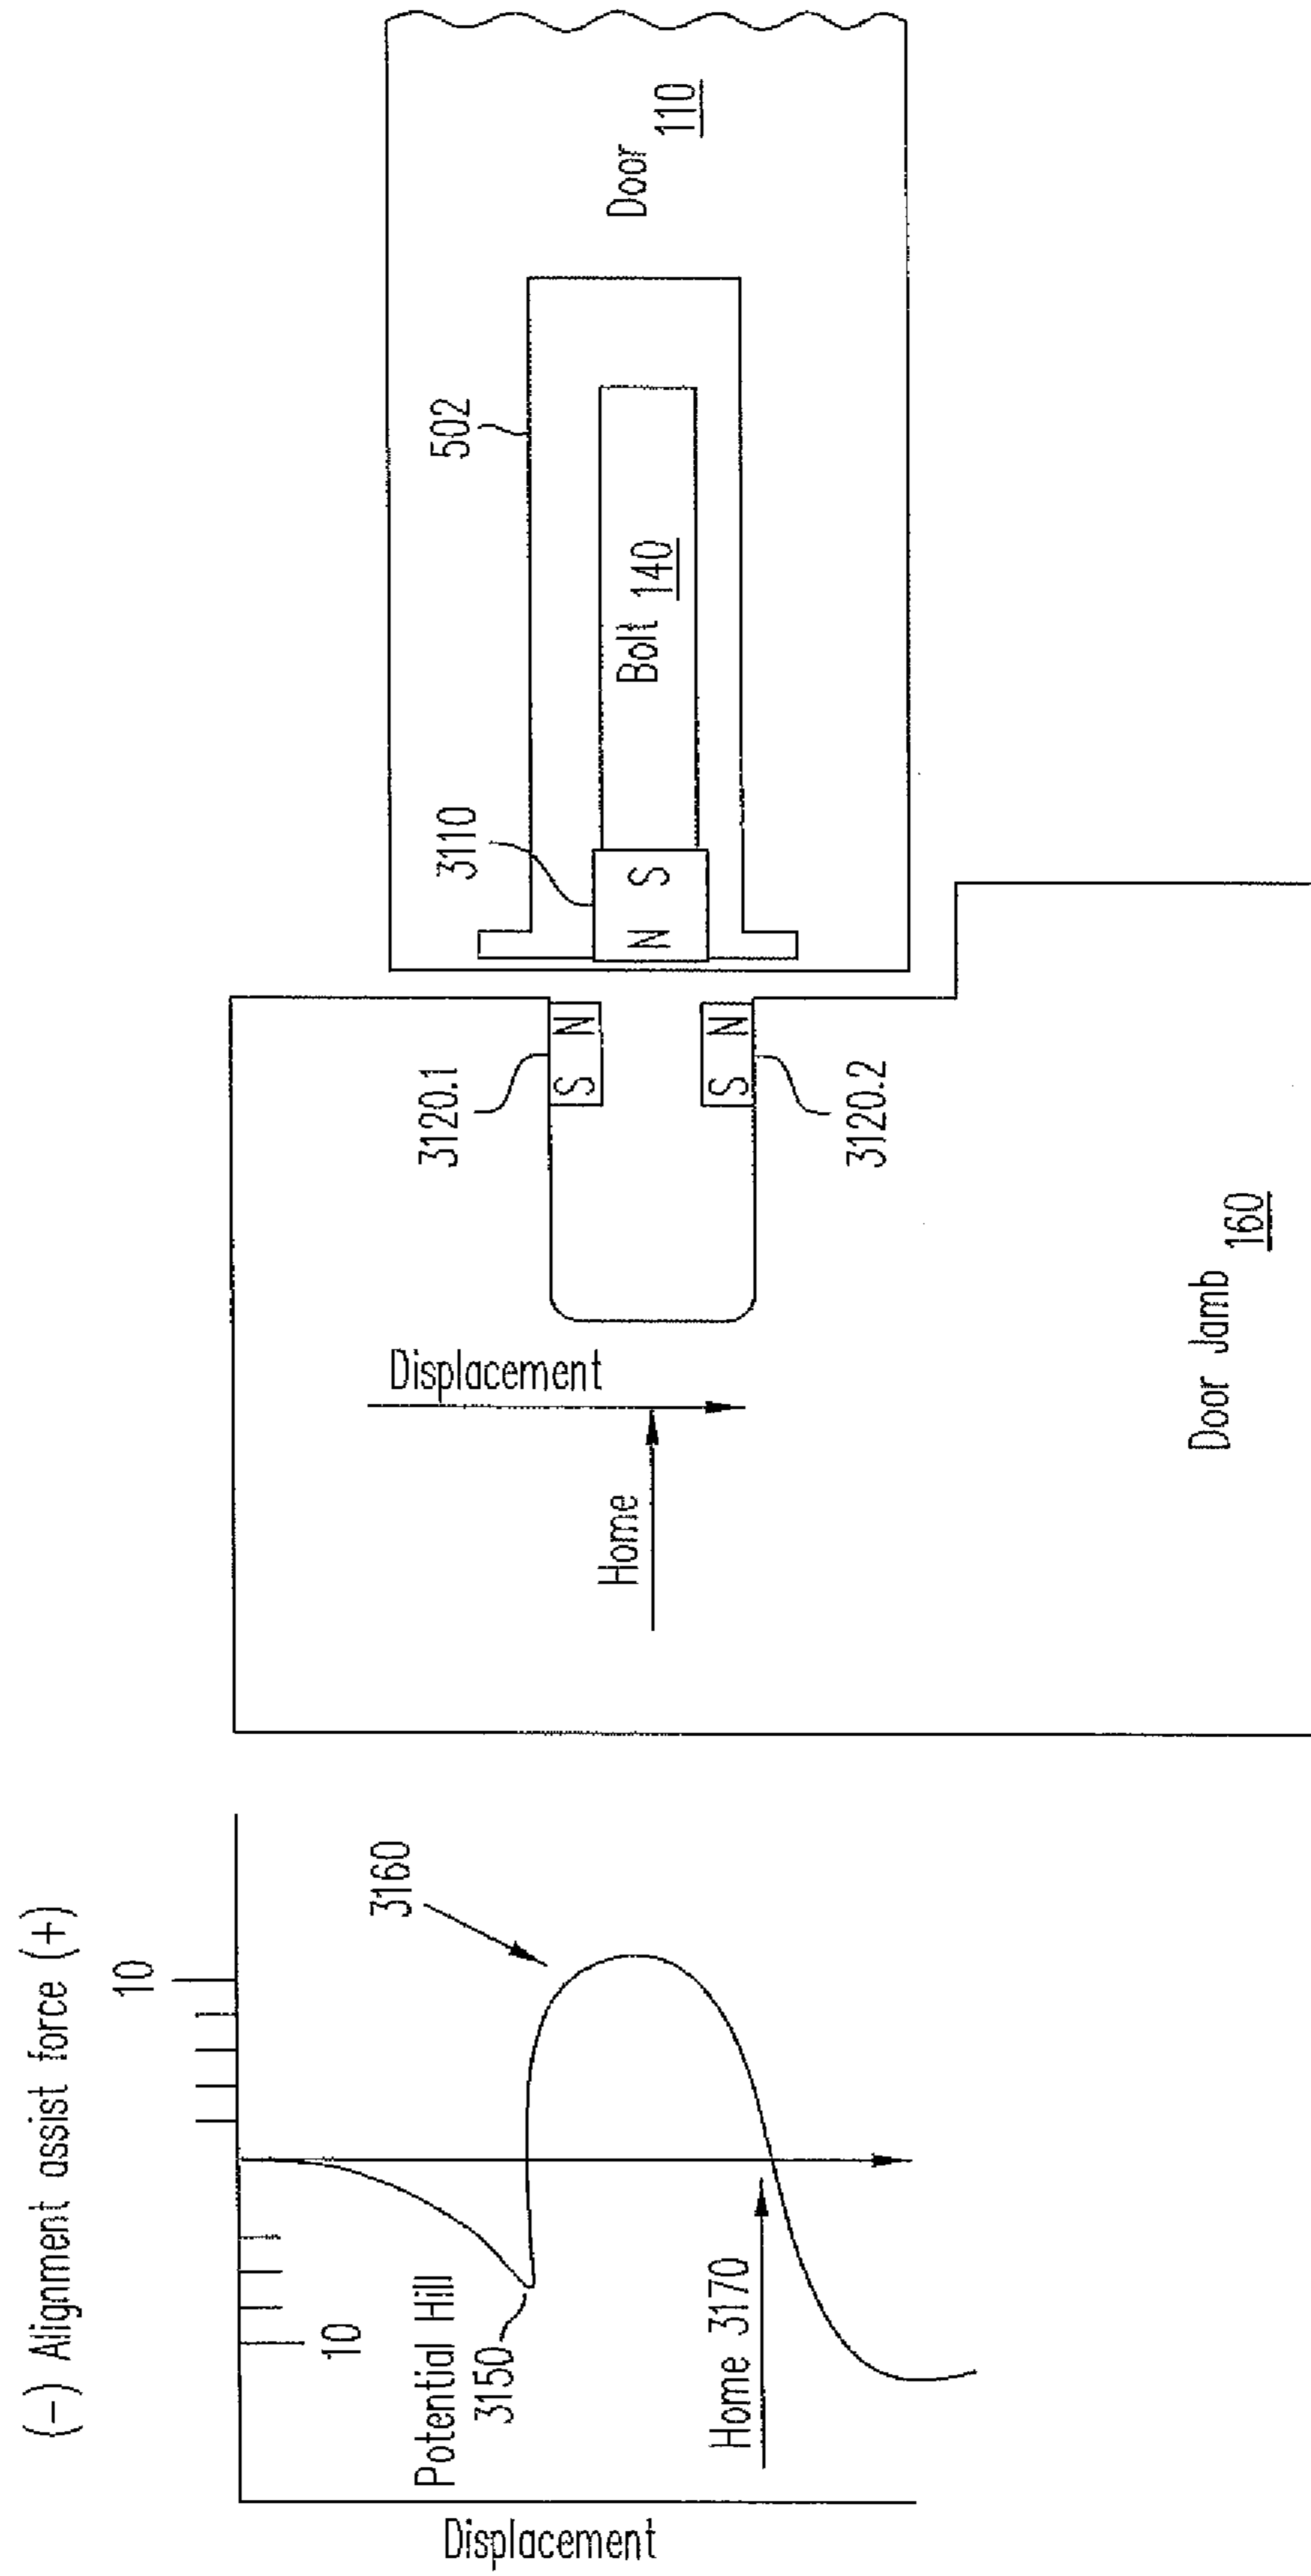 (-) Alignment assist force (+)
10
10
Displacement
Potential Hill
3150
3160
Home 3170
Displacement
Home
Door Jamb 160
3120.1
S N
S N
3120.2
3110
N S
Bolt 140
502
Door 110